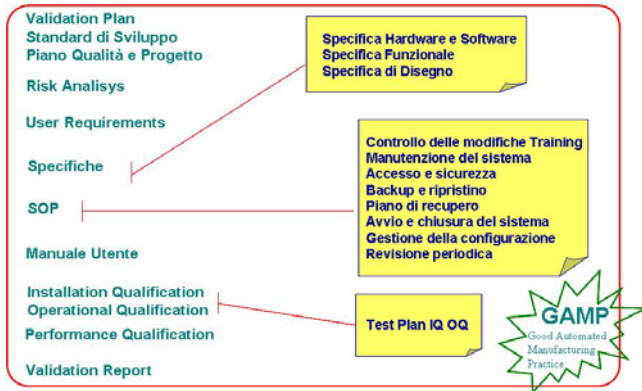 Validation Plan
Standard di Sviluppo
Piano Qualità e Progetto
Risk Analisys
User Requirements
Specifiche
SOP
Manuale Utente
Installation Qualification
Operational Qualification
Performance Qualification
Validation Report
Specifica Hardware e Software
Specifica Funzionale
Specifica di Disegno
Controllo delle modifiche Training
Manutenzione del sistema
Accesso e sicurezza
Backup e ripristino
Piano di recupero
Avvio e chiusura del sistema
Gestione della configurazione
Revisione periodica
Test Plan IQ OQ
GAMP
Good Automated
Manufacturing
Practice